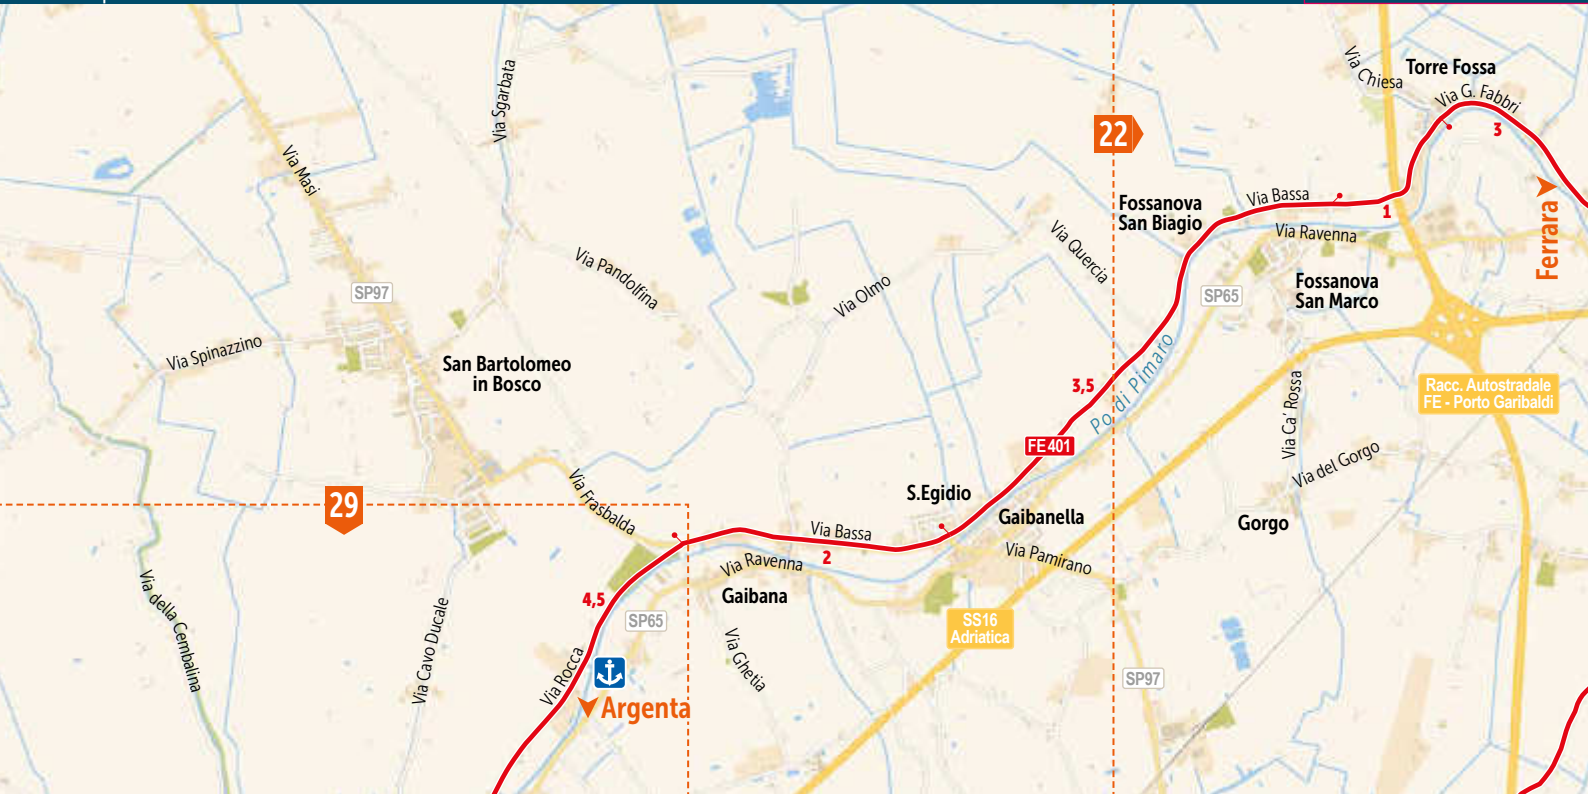 Via Sgarbata
Via Chiesa
Torre Fossa
Via G. Fabbri
3
22
Via Masi
Fossanova
San Biagio
Via Bassa
1
Via Ravenna
Ferrara
Via Quercia
Via Pandolfina
Via Olmo
SP97
SP65
Fossanova
San Marco
Via Spinazzino
San Bartolomeo
in Bosco
3,5
Po di Pimaro
Racc. Autostradale
FE - Porto Garibaldi
Via Ca' Rossa
FE401
Via del Gorgo
29
Via Frasbalda
S.Egidio
Gaibanella
Gorgo
Via Bassa
2
Via Ravenna
Via Pamirano
Gaibana
4,5
SP65
SS16
Adriatica
Via della Cembalina
Via Cavo Ducale
Via Rocca
Via Ghetia
SP97
Argenta